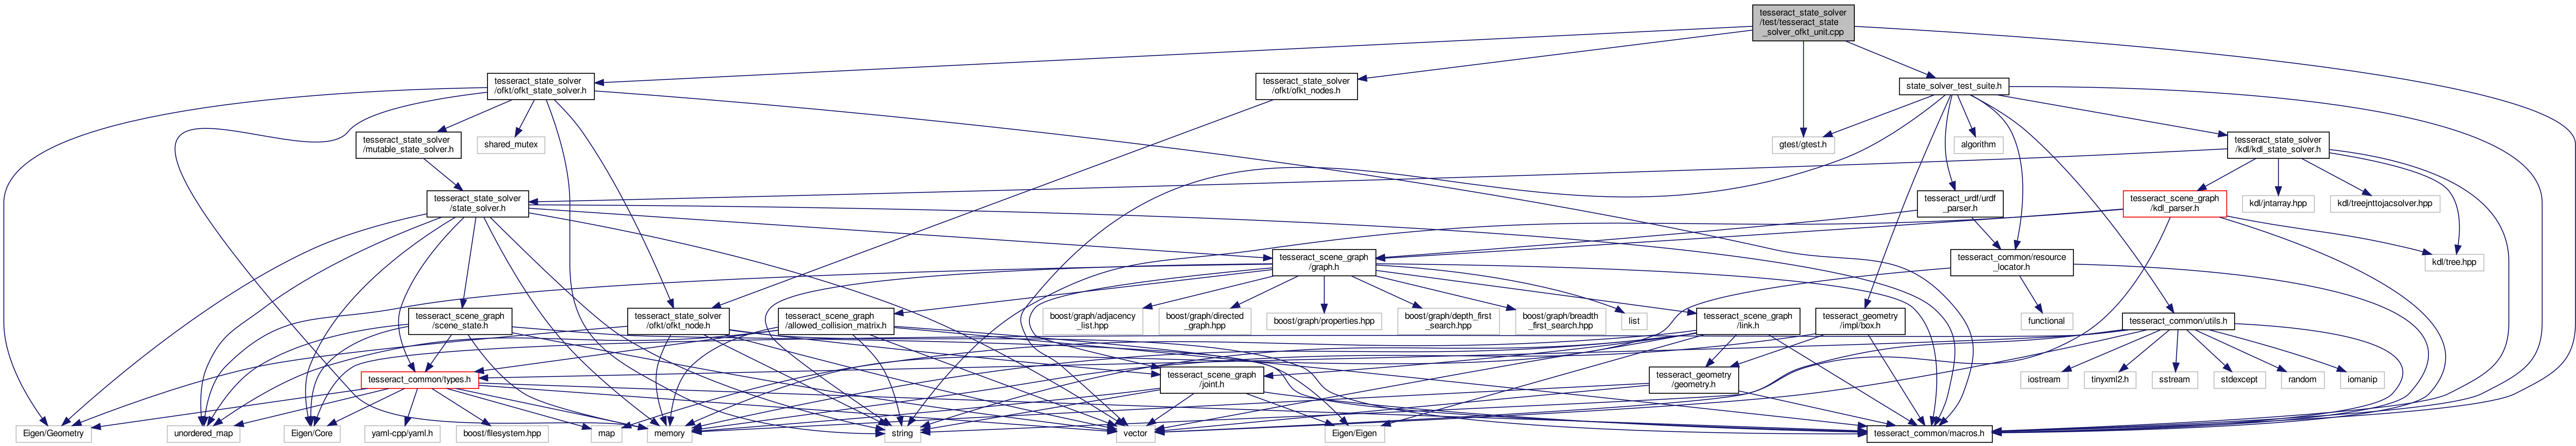 tesseract_state_solver
/test/tesseract_state
_solver_ofkt_unit.cpp
tesseract_state_solver
/ofkt/ofkt_state_solver.h
tesseract_state_solver
/ofkt/ofkt_nodes.h
state_solver_test_suite.h
tesseract_state_solver
/mutable_state_solver.h
shared_mutex
gtest/gtest.h
algorithm
tesseract_state_solver
/kdl/kdl_state_solver.h
tesseract_state_solver
/state_solver.h
tesseract_urdf/urdf
_parser.h
tesseract_scene_graph
/kdl_parser.h
kdl/jntarray.hpp
kdl/treejnttojacsolver.hpp
tesseract_scene_graph
/graph.h
tesseract_common/resource
_locator.h
kdl/tree.hpp
tesseract_scene_graph
/scene_state.h
tesseract_state_solver
/ofkt/ofkt_node.h
tesseract_scene_graph
/allowed_collision_matrix.h
boost/graph/adjacency
_list.hpp
boost/graph/directed
_graph.hpp
boost/graph/properties.hpp
boost/graph/depth_first
_search.hpp
boost/graph/breadth
_first_search.hpp
list
tesseract_scene_graph
/link.h
tesseract_geometry
/impl/box.h
functional
tesseract_common/utils.h
tesseract_common/types.h
tesseract_scene_graph
/joint.h
tesseract_geometry
/geometry.h
iostream
tinyxml2.h
sstream
stdexcept
random
iomanip
Eigen/Geometry
unordered_map
Eigen/Core
yaml-cpp/yaml.h
boost/filesystem.hpp
map
memory
string
vector
Eigen/Eigen
tesseract_common/macros.h